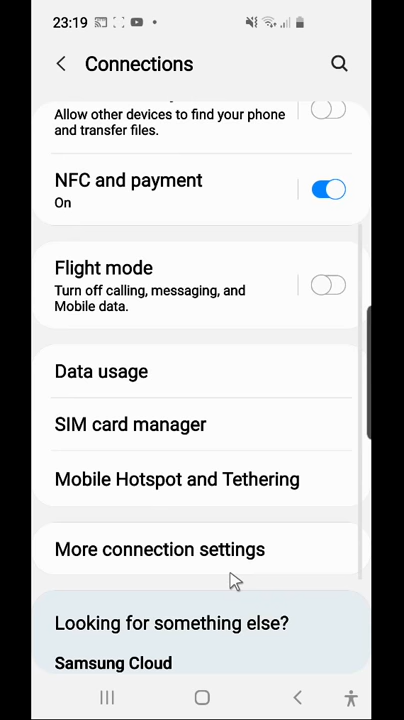 23:19
Connections
Allow other devices to find your phone
and transfer files.
NFC and payment
On
Flight mode
Turn off calling, messaging, and
Mobile data.
Data usage
SIM card manager
Mobile Hotspot and Tethering
More connection settings
Looking for something else?
Samsung Cloud